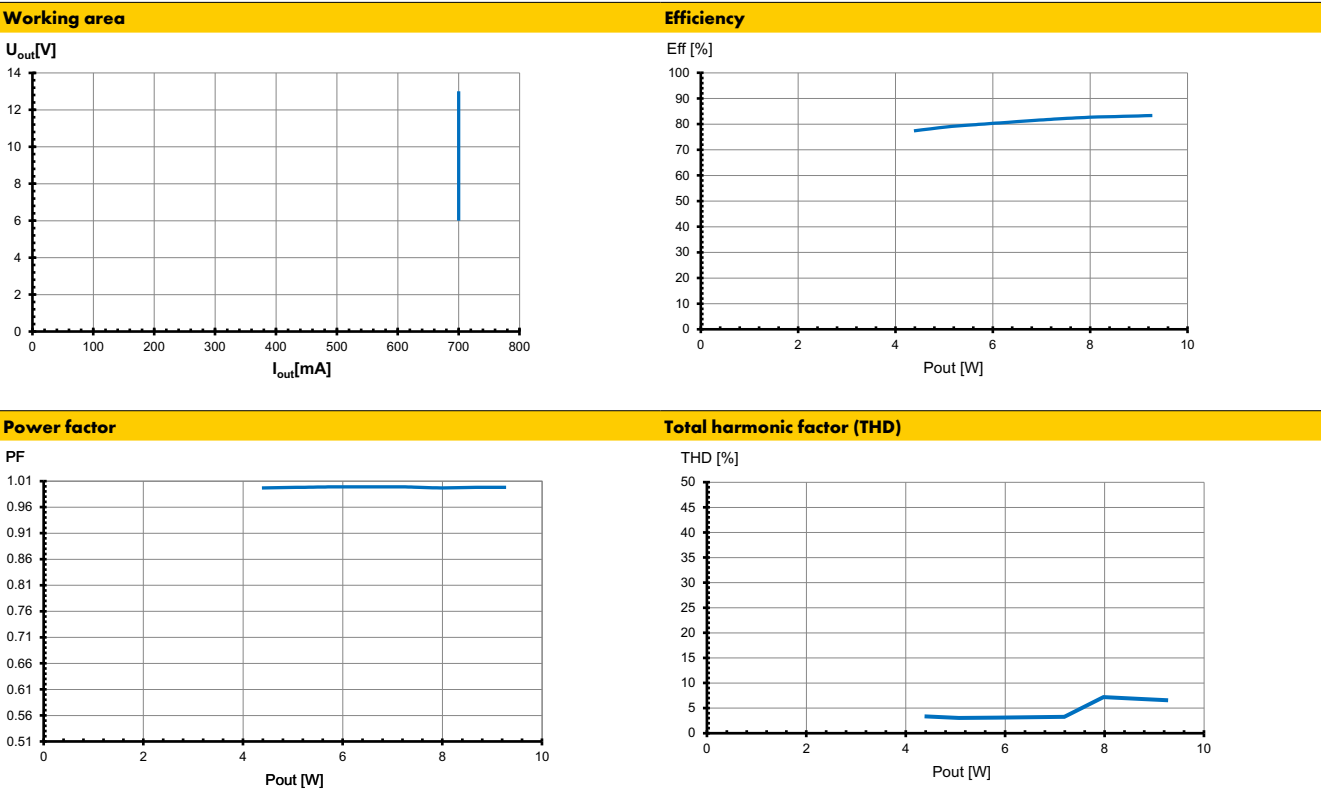 Working area
U_out[V]
14
12
10
8
6
4
2
0
0 100 200 300 400 500 600 700 800
I_out[mA]
Efficiency
Eff [%]
100
90
80
70
60
50
40
30
20
10
0
0 2 4 6 8 10
Pout [W]
Power factor
PF
1.01
0.96
0.91
0.86
0.81
0.76
0.71
0.66
0.61
0.56
0.51
0 2 4 6 8 10
Pout [W]
Total harmonic factor (THD)
THD [%]
50
45
40
35
30
25
20
15
10
5
0
0 2 4 6 8 10
Pout [W]